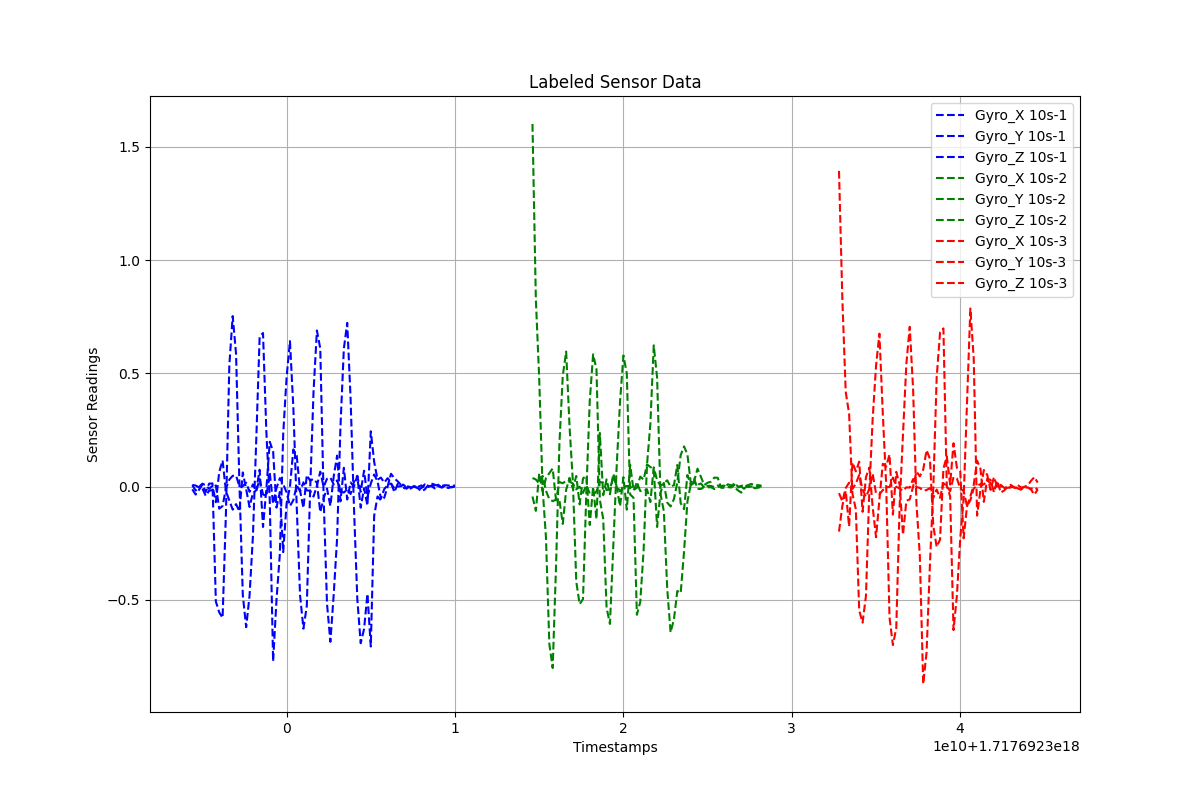 Labeled Sensor Data
Gyro_X 10s-1
Gyro_Y 10s-1
Gyro_Z 10s-1
Gyro_X 10s-2
Gyro_Y 10s-2
Gyro_Z 10s-2
Gyro_X 10s-3
Gyro_Y 10s-3
Gyro_Z 10s-3
1.5
1.0
0.5
0.0
−0.5
Sensor Readings
0 1 2 3 4
Timestamps
1e10+1.7176923e18